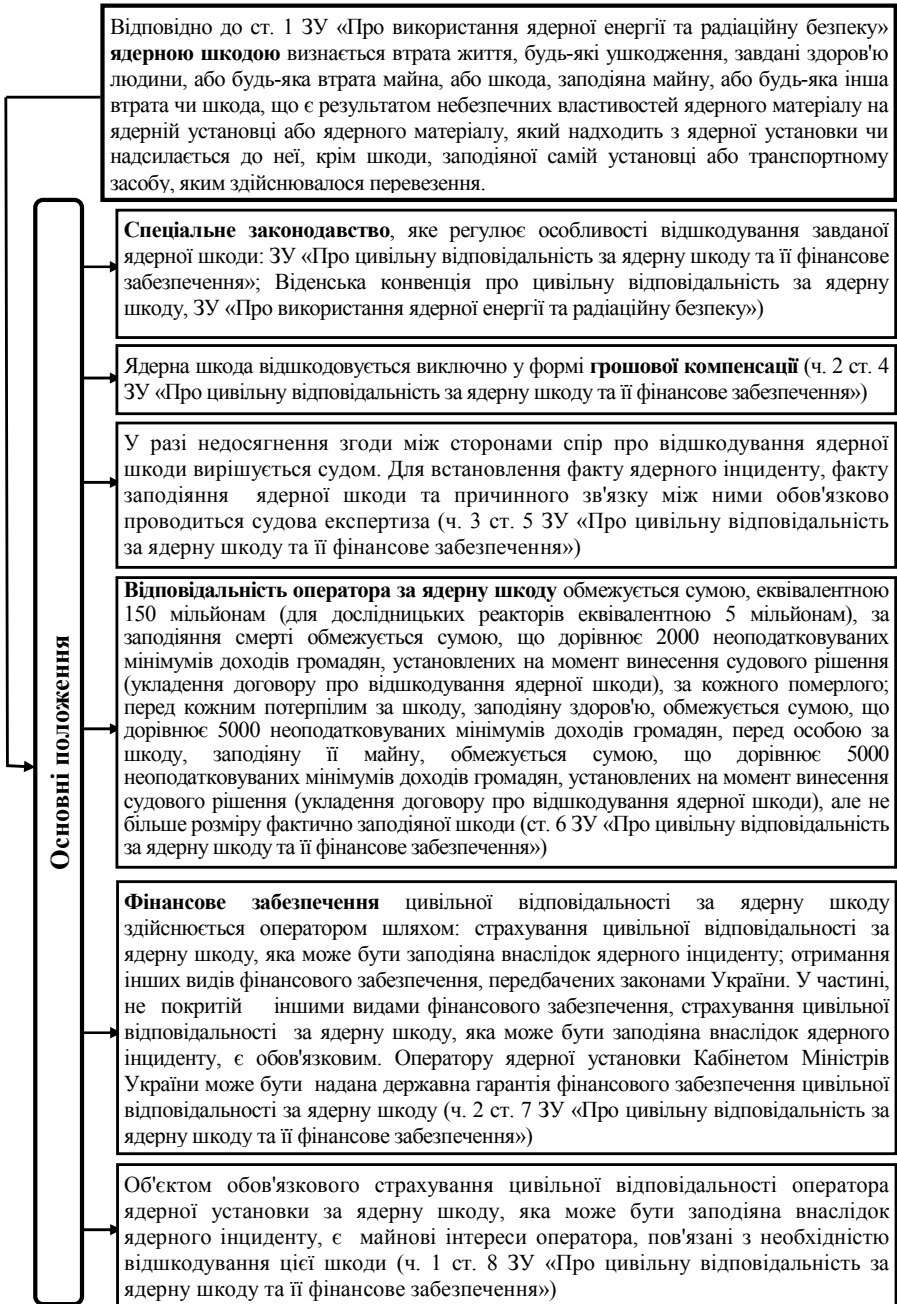 Відповідно до ст. 1 ЗУ «Про використання ядерної енергії та радіаційну безпеку»
ядерною шкодою визнається втрата життя, будь-які ушкодження, завдані здоров'ю
людини, або будь-яка втрата майна, або шкода, заподіяна майну, або будь-яка інша
втрата чи шкода, що є результатом небезпечних властивостей ядерного матеріалу на
ядерній установці або ядерного матеріалу, який надходить з ядерної установки чи
надсилається до неї, крім шкоди, заподіяної самій установці або транспортному
засобу, яким здійснювалося перевезення.
Основні положення
Спеціальне законодавство, яке регулює особливості відшкодування завданої
ядерної шкоди: ЗУ «Про цивільну відповідальність за ядерну шкоду та її фінансове
забезпечення»; Віденська конвенція про цивільну відповідальність за ядерну
шкоду, ЗУ «Про використання ядерної енергії та радіаційну безпеку»)
Ядерна шкода відшкодовується виключно у формі грошової компенсації (ч. 2 ст. 4
ЗУ «Про цивільну відповідальність за ядерну шкоду та її фінансове забезпечення»)
У разі недосягнення згоди між сторонами спір про відшкодування ядерної
шкоди вирішується судом. Для встановлення факту ядерного інциденту, факту
заподіяння ядерної шкоди та причинного зв'язку між ними обов'язково
проводиться судова експертиза (ч. 3 ст. 5 ЗУ «Про цивільну відповідальність
за ядерну шкоду та її фінансове забезпечення»)
Відповідальність оператора за ядерну шкоду обмежується сумою, еквівалентною
150 мільйонам (для дослідницьких реакторів еквівалентною 5 мільйонам), за
заподіяння смерті обмежується сумою, що дорівнює 2000 неоподатковуваних
мінімумів доходів громадян, установлених на момент винесення судового рішення
(укладення договору про відшкодування ядерної шкоди), за кожного померлого;
перед кожним потерпілим за шкоду, заподіяну здоров'ю, обмежується сумою, що
дорівнює 5000 неоподатковуваних мінімумів доходів громадян, перед особою за
шкоду, заподіяну її майну, обмежується сумою, що дорівнює 5000
неоподатковуваних мінімумів доходів громадян, установлених на момент винесення
судового рішення (укладення договору про відшкодування ядерної шкоди), але не
більше розміру фактично заподіяної шкоди (ст. 6 ЗУ «Про цивільну відповідальність
за ядерну шкоду та її фінансове забезпечення»)
Фінансове забезпечення цивільної відповідальності за ядерну шкоду
здійснюється оператором шляхом: страхування цивільної відповідальності за
ядерну шкоду, яка може бути заподіяна внаслідок ядерного інциденту; отримання
інших видів фінансового забезпечення, передбачених законами України. У частині,
не покритій іншими видами фінансового забезпечення, страхування цивільної
відповідальності за ядерну шкоду, яка може бути заподіяна внаслідок ядерного
інциденту, є обов'язковим. Оператору ядерної установки Кабінетом Міністрів
України може бути надана державна гарантія фінансового забезпечення цивільної
відповідальності за ядерну шкоду (ч. 2 ст. 7 ЗУ «Про цивільну відповідальність за
ядерну шкоду та її фінансове забезпечення»)
Об'єктом обов'язкового страхування цивільної відповідальності оператора
ядерної установки за ядерну шкоду, яка може бути заподіяна внаслідок
ядерного інциденту, є майнові інтереси оператора, пов'язані з необхідністю
відшкодування цієї шкоди (ч. 1 ст. 8 ЗУ «Про цивільну відповідальність за
ядерну шкоду та її фінансове забезпечення»)